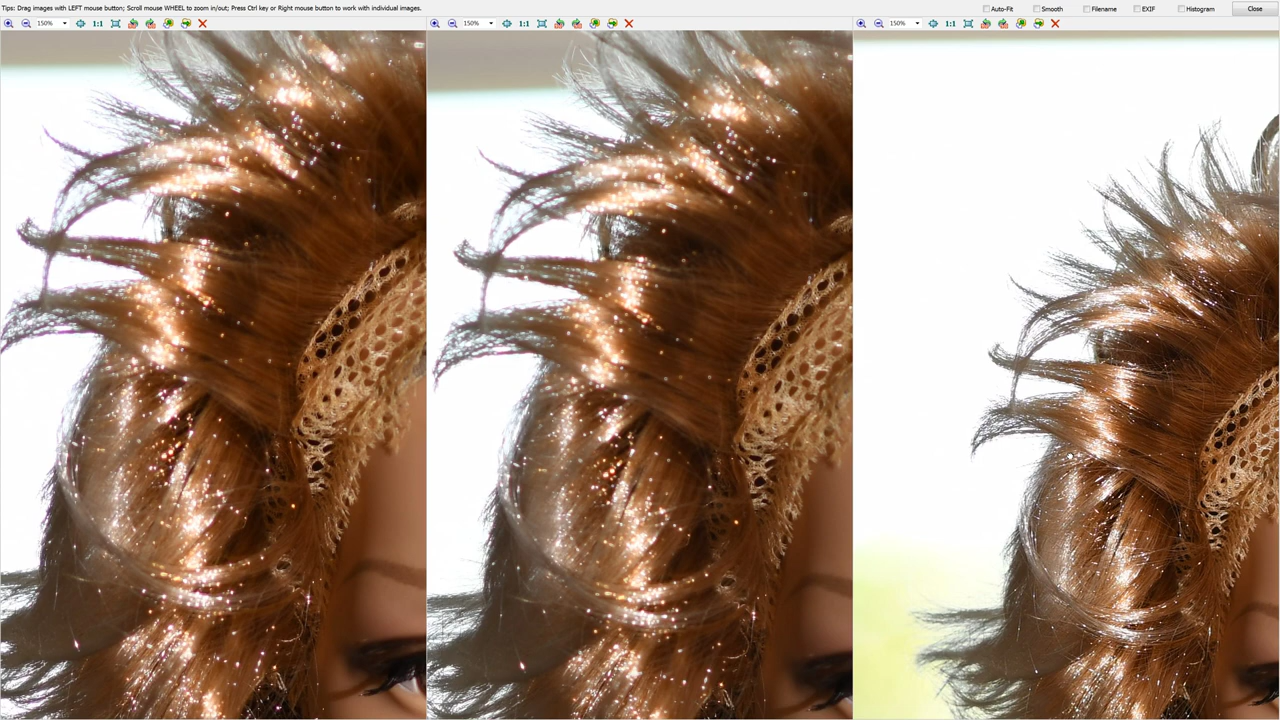 Tips: Drag images with LEFT mouse button; Scroll mouse WHEEL to zoom in/out; Press Ctrl key or Right mouse button to work with individual images.
Auto-Fit Smooth Filename EXIF Histogram Close
150% 1:1 150% 1:1 150% 1:1